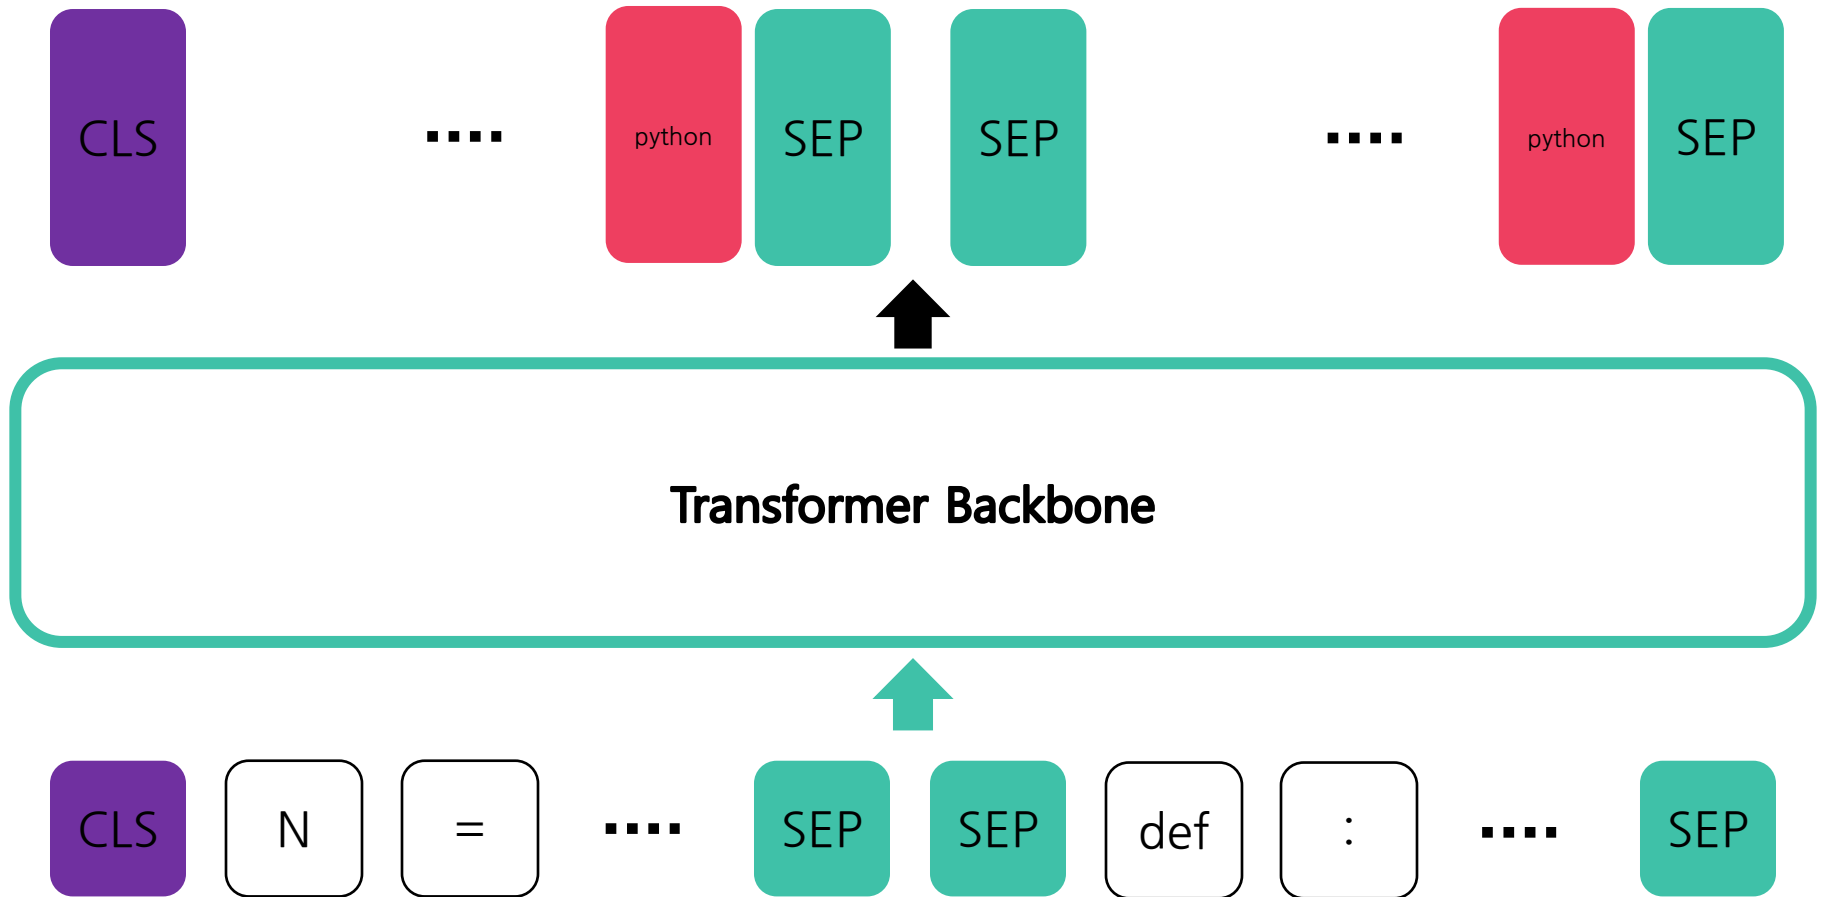 CLS .... python SEP SEP .... python SEP
Transformer Backbone
CLS N = .... SEP SEP def : .... SEP